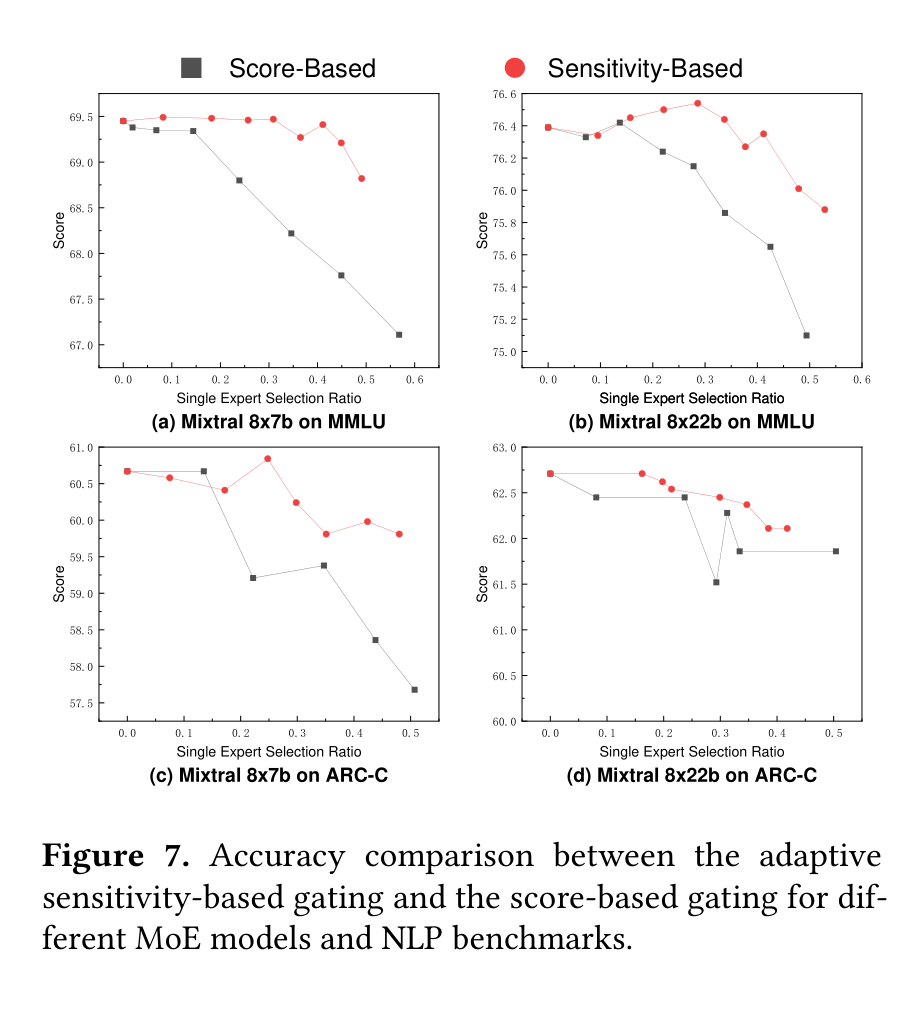 Score-Based
Sensitivity-Based
69.5
69.0
68.5
68.0
67.5
67.0
Score
0.0 0.1 0.2 0.3 0.4 0.5 0.6
Single Expert Selection Ratio
(a) Mixtral 8x7b on MMLU
76.6
76.4
76.2
76.0
75.8
75.6
75.4
75.2
75.0
Score
0.0 0.1 0.2 0.3 0.4 0.5 0.6
Single Expert Selection Ratio
(b) Mixtral 8x22b on MMLU
61.0
60.5
60.0
59.5
59.0
58.5
58.0
57.5
Score
0.0 0.1 0.2 0.3 0.4 0.5
Single Expert Selection Ratio
(c) Mixtral 8x7b on ARC-C
63.0
62.5
62.0
61.5
61.0
60.5
60.0
Score
0.0 0.1 0.2 0.3 0.4 0.5
Single Expert Selection Ratio
(d) Mixtral 8x22b on ARC-C
Figure 7. Accuracy comparison between the adaptive
sensitivity-based gating and the score-based gating for dif-
ferent MoE models and NLP benchmarks.